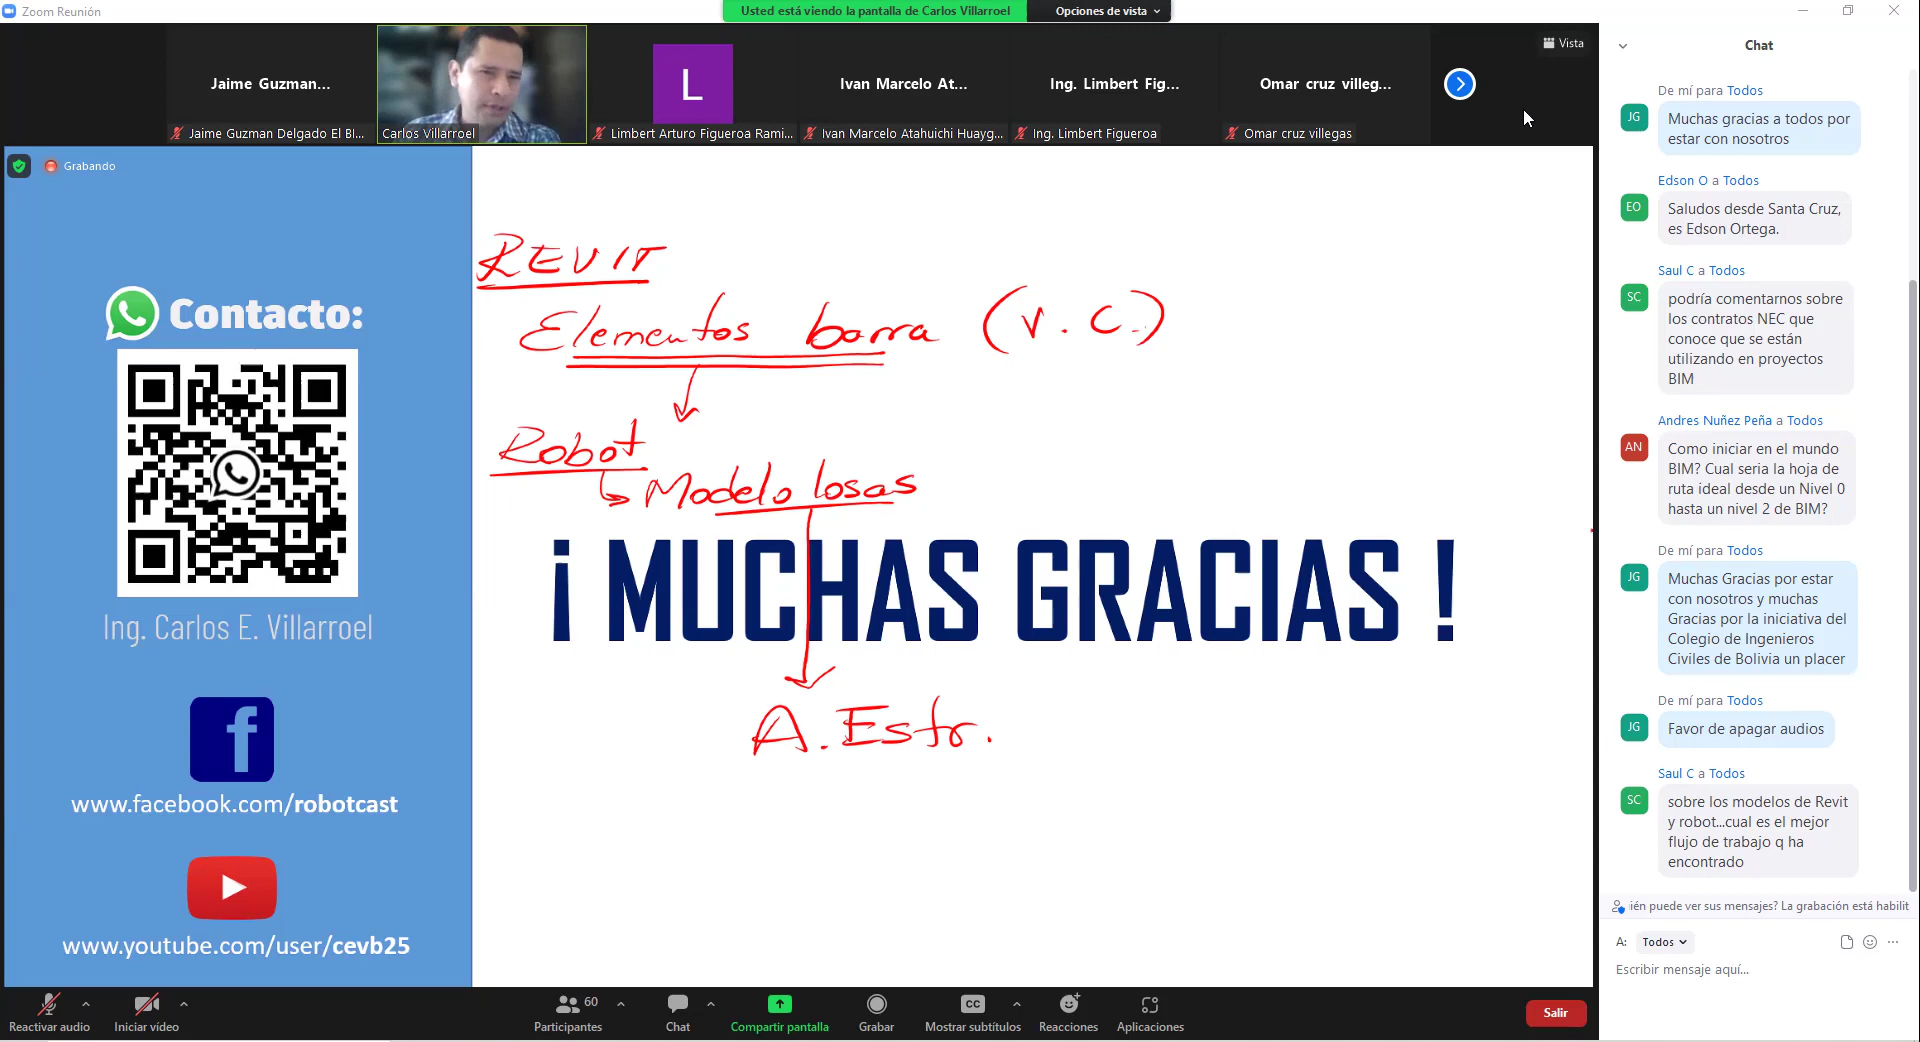 Zoom Reunión
Usted está viendo la pantalla de Carlos Villarroel
Opciones de vista
Vista
Jaime Guzman...
Jaime Guzman Delgado El BI...
Carlos Villarroel
L
Limbert Arturo Figueroa Rami...
Ivan Marcelo At...
Ivan Marcelo Atahuichi Huayg...
Ing. Limbert Fig...
Ing. Limbert Figueroa
Omar cruz villeg...
Omar cruz villegas
Grabando
Contacto:
Ing. Carlos E. Villarroel
f
www.facebook.com/robotcast
www.youtube.com/user/cevb25
REVIT
Elementos barra (V. C.)
Robot
Modelo losas
¡ MUCHAS GRACIAS !
A. Estr.
Chat
De mí para Todos
JG
Muchas gracias a todos por
estar con nosotros
Edson O a Todos
EO
Saludos desde Santa Cruz,
es Edson Ortega.
Saul C a Todos
SC
podría comentarnos sobre
los contratos NEC que
conoce que se están
utilizando en proyectos
BIM
Andres Nuñez Peña a Todos
AN
Como iniciar en el mundo
BIM? Cual seria la hoja de
ruta ideal desde un Nivel 0
hasta un nivel 2 de BIM?
De mí para Todos
JG
Muchas Gracias por estar
con nosotros y muchas
Gracias por la iniciativa del
Colegio de Ingenieros
Civiles de Bolivia un placer
De mí para Todos
JG
Favor de apagar audios
Saul C a Todos
SC
sobre los modelos de Revit
y robot...cual es el mejor
flujo de trabajo q ha
encontrado
ién puede ver sus mensajes? La grabación está habilit
A: Todos
Escribir mensaje aquí...
Reactivar audio
Iniciar vídeo
60
Participantes
Chat
Compartir pantalla
Grabar
CC
Mostrar subtítulos
Reacciones
Aplicaciones
Salir